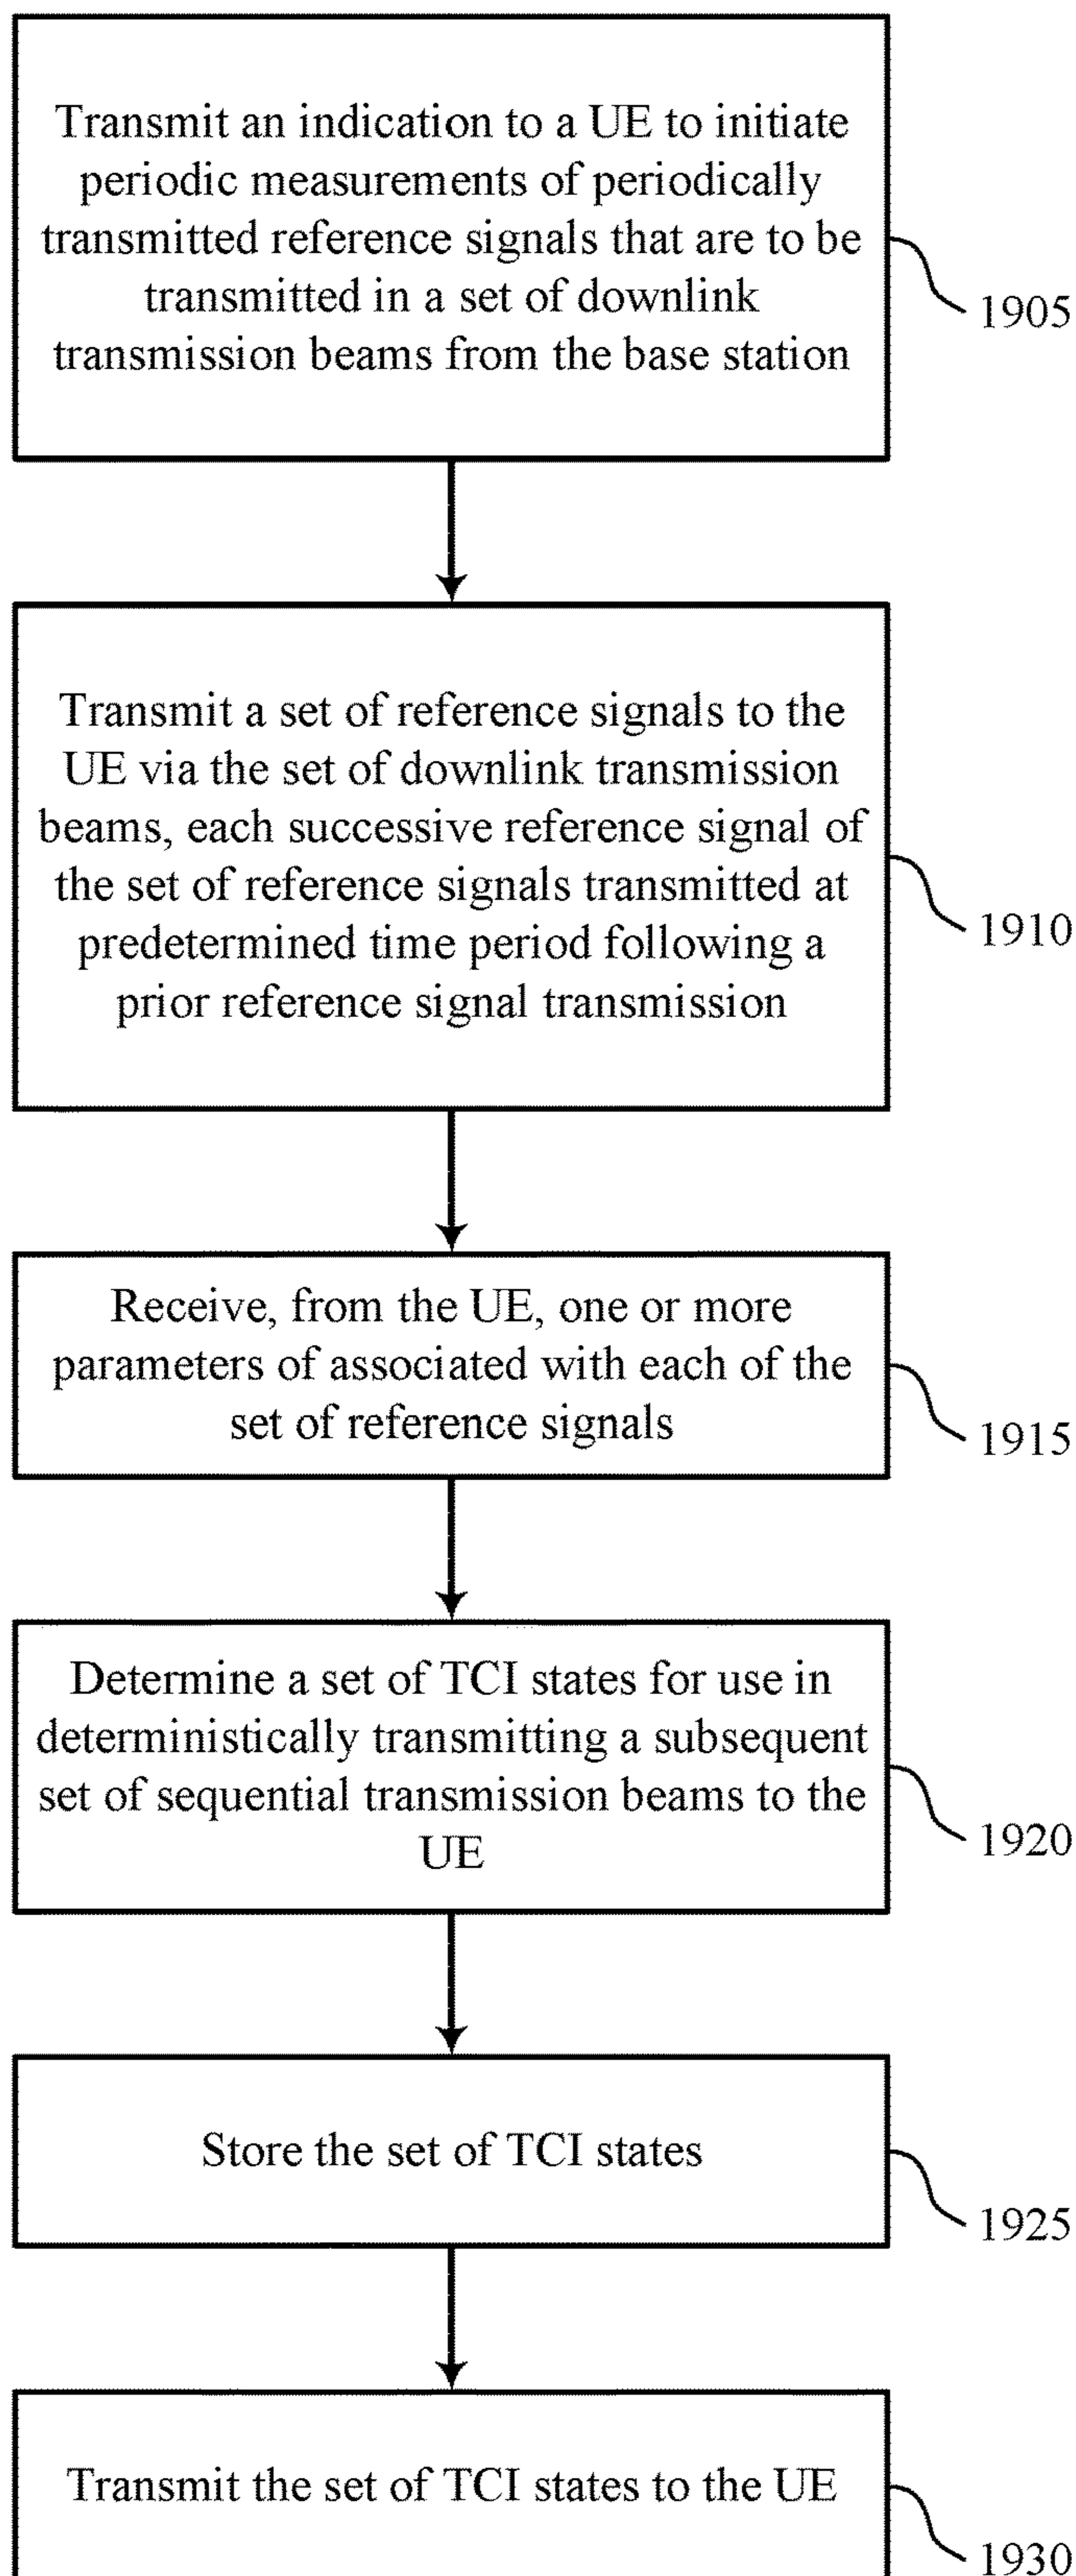 Transmit an indication to a UE to initiate
periodic measurements of periodically
transmitted reference signals that are to be
transmitted in a set of downlink
transmission beams from the base station
1905
Transmit a set of reference signals to the
UE via the set of downlink transmission
beams, each successive reference signal of
the set of reference signals transmitted at
predetermined time period following a
prior reference signal transmission
1910
Receive, from the UE, one or more
parameters of associated with each of the
set of reference signals
1915
Determine a set of TCI states for use in
deterministically transmitting a subsequent
set of sequential transmission beams to the
UE
1920
Store the set of TCI states
1925
Transmit the set of TCI states to the UE
1930